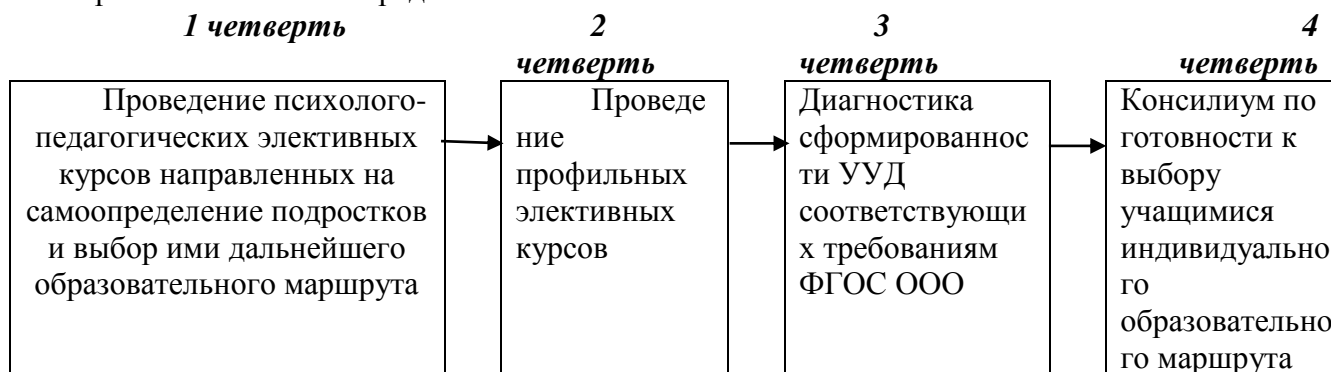 1 четверть
2
четверть
3
четверть
4
четверть
Проведение психолого-
педагогических элективных
курсов направленных на
самоопределение подростков
и выбор ими дальнейшего
образовательного маршрута
Проведе
ние
профильных
элективных
курсов
Диагностика
сформированнос
ти УУД
соответствующи
х требованиям
ФГОС ООО
Консилиум по
готовности к
выбору
учащимися
индивидуально
го
образовательно
го маршрута